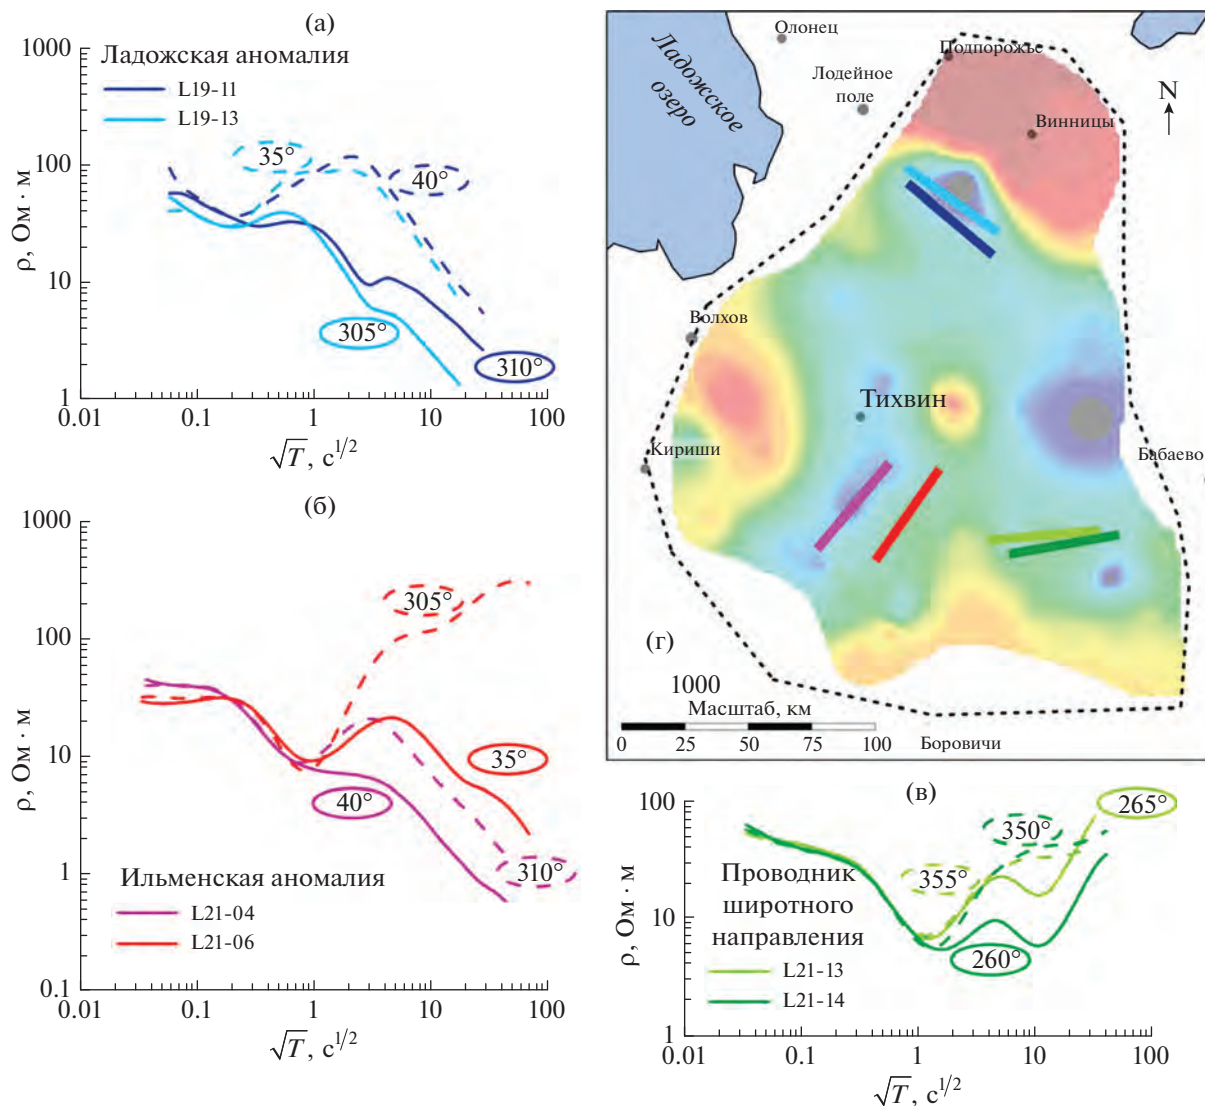 (а)
1000
100
10
1
ρ, Ом · м
Ладожская аномалия
L19-11
L19-13
35°
40°
305°
310°
0.01
0.1
1
10
100
√T, с^{1/2}
(б)
1000
100
10
1
0.1
ρ, Ом · м
305°
35°
40°
310°
Ильменская аномалия
L21-04
L21-06
0.01
0.1
1
10
100
√T, с^{1/2}
Олонец
Ладожское
озеро
Подпорожье
Лодейное
поле
Винницы
N
Волхов
Тихвин
Кириши
Бабаево
(г)
1000
Масштаб, км
0
25
50
75
100
Боровичи
(в)
100
10
1
ρ, Ом · м
265°
350°
355°
260°
Проводник
широтного
направления
L21-13
L21-14
0.01
0.1
1
10
100
√T, с^{1/2}